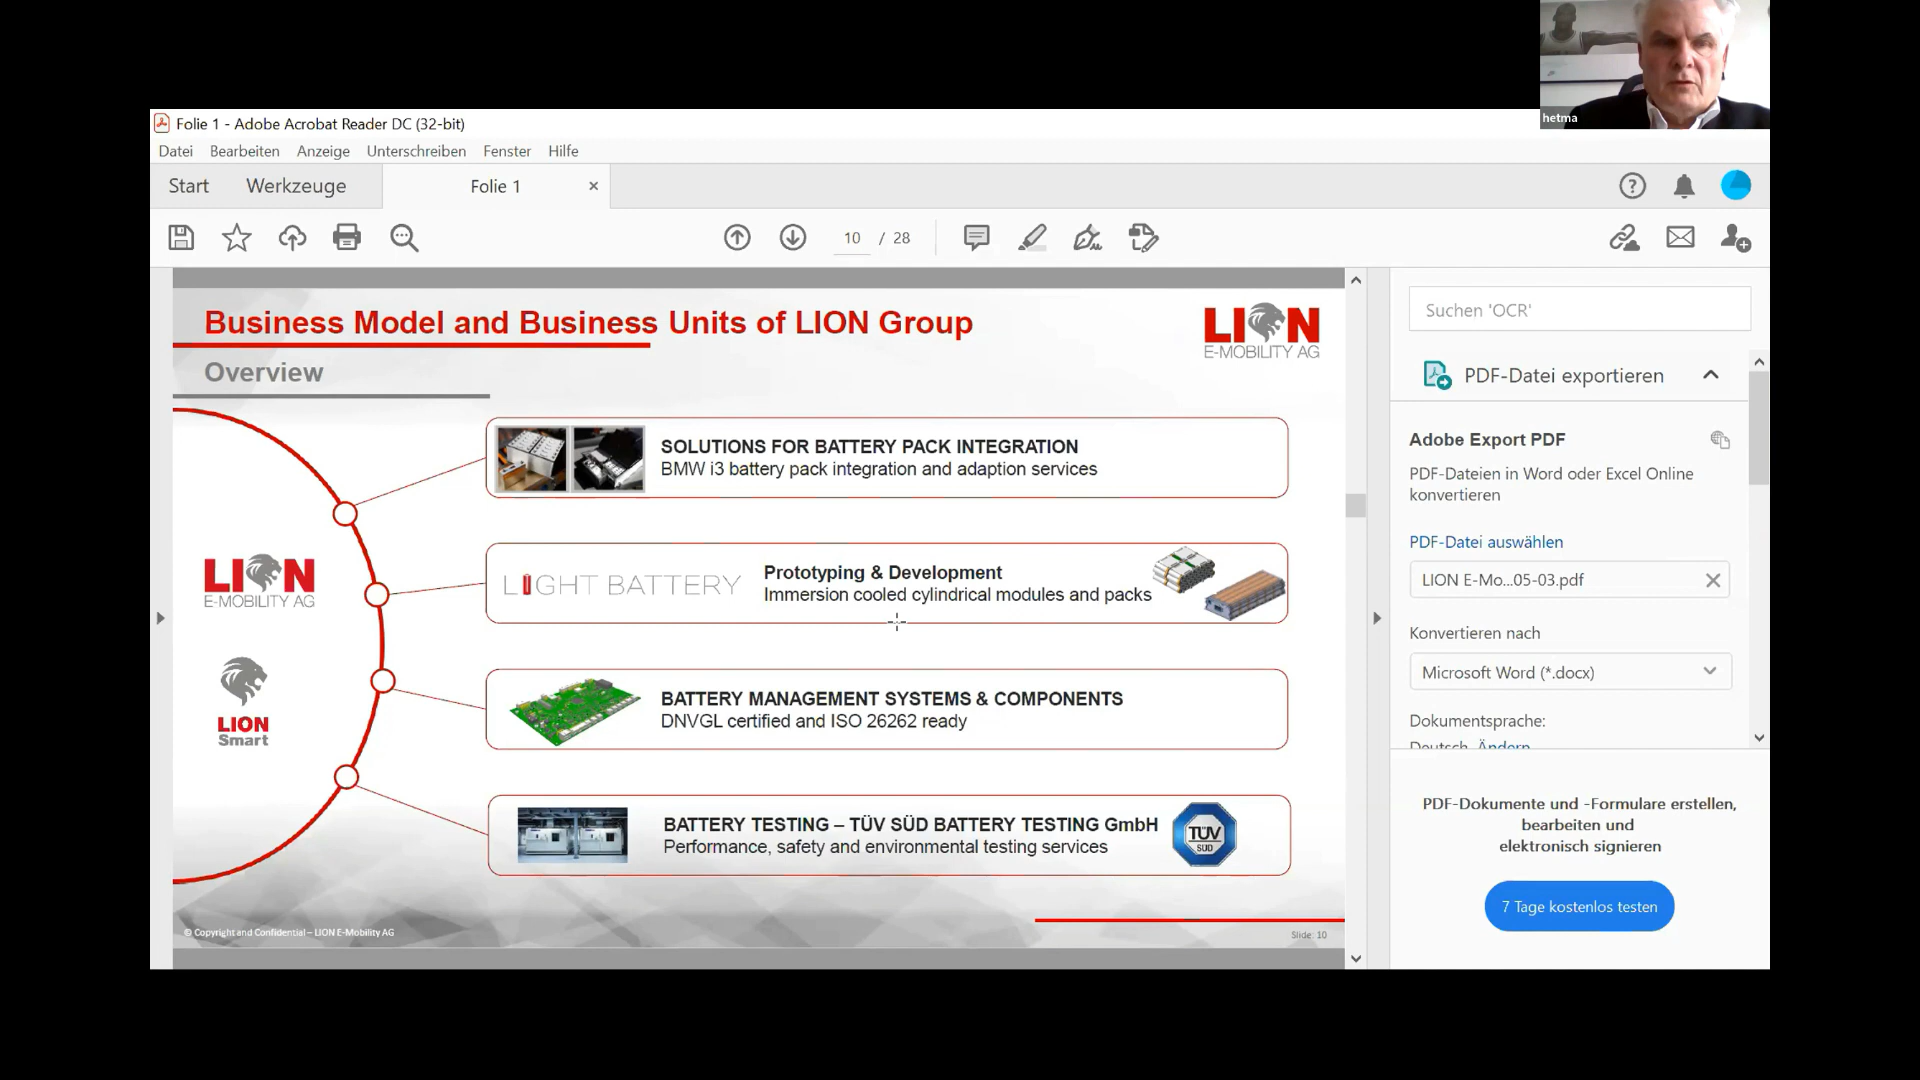 hetma
Folie 1 - Adobe Acrobat Reader DC (32-bit)
Datei Bearbeiten Anzeige Unterschreiben Fenster Hilfe
Start Werkzeuge Folie 1
10 / 28
Business Model and Business Units of LION Group
LION
E-MOBILITY AG
Overview
SOLUTIONS FOR BATTERY PACK INTEGRATION
BMW i3 battery pack integration and adaption services
LION
E-MOBILITY AG
LIGHT BATTERY
Prototyping & Development
Immersion cooled cylindrical modules and packs
LION
Smart
BATTERY MANAGEMENT SYSTEMS & COMPONENTS
DNVGL certified and ISO 26262 ready
BATTERY TESTING – TÜV SÜD BATTERY TESTING GmbH
Performance, safety and environmental testing services
TÜV
SÜD
© Copyright and Confidential – LION E-Mobility AG
Slide: 10
Suchen 'OCR'
PDF-Datei exportieren
Adobe Export PDF
PDF-Dateien in Word oder Excel Online
konvertieren
PDF-Datei auswählen
LION E-Mo...05-03.pdf
Konvertieren nach
Microsoft Word (*.docx)
Dokumentsprache:
Deutsch Ändern
PDF-Dokumente und -Formulare erstellen,
bearbeiten und
elektronisch signieren
7 Tage kostenlos testen